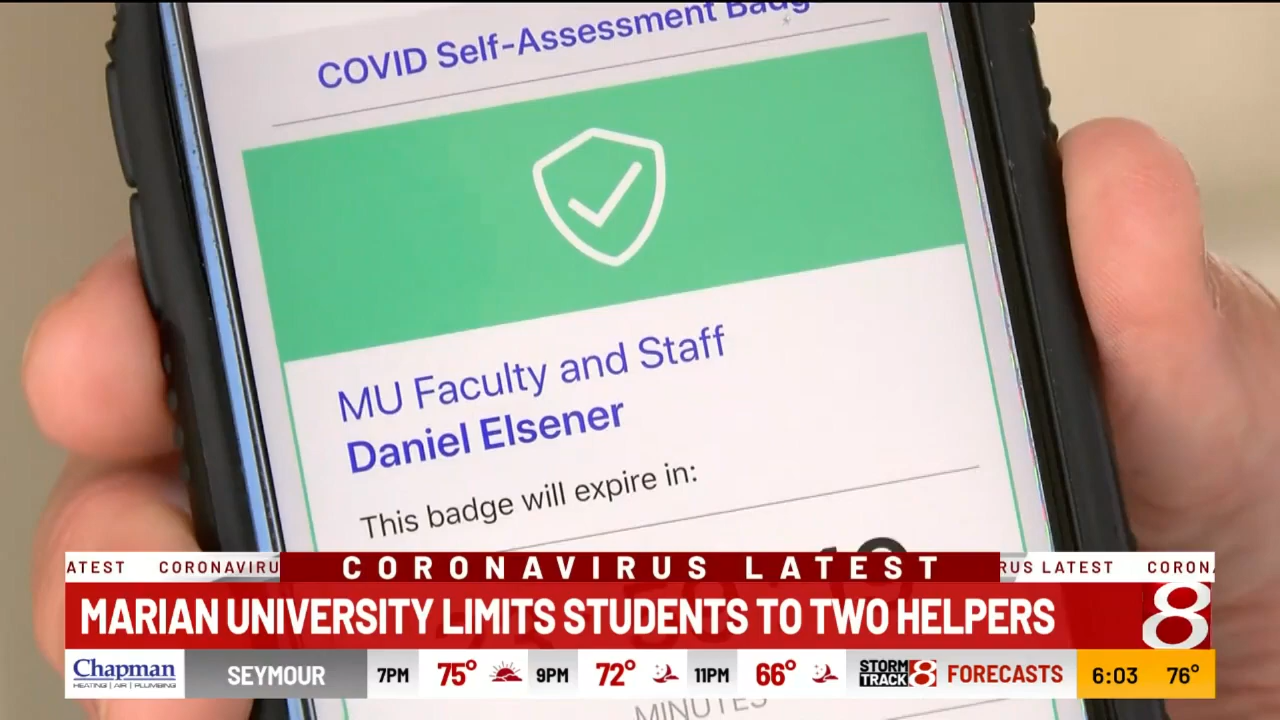 COVID Self-Assessment Badg
MU Faculty and Staff
Daniel Elsener
This badge will expire in:
MINUTES
ATEST CORONAVIRU
CORONAVIRUS LATEST
RUS LATEST CORONA
MARIAN UNIVERSITY LIMITS STUDENTS TO TWO HELPERS
8
Chapman
HEATING | AIR | PLUMBING
SEYMOUR
7PM 75° 9PM 72° 11PM 66°
STORM
TRACK 8
FORECASTS
6:03 76°